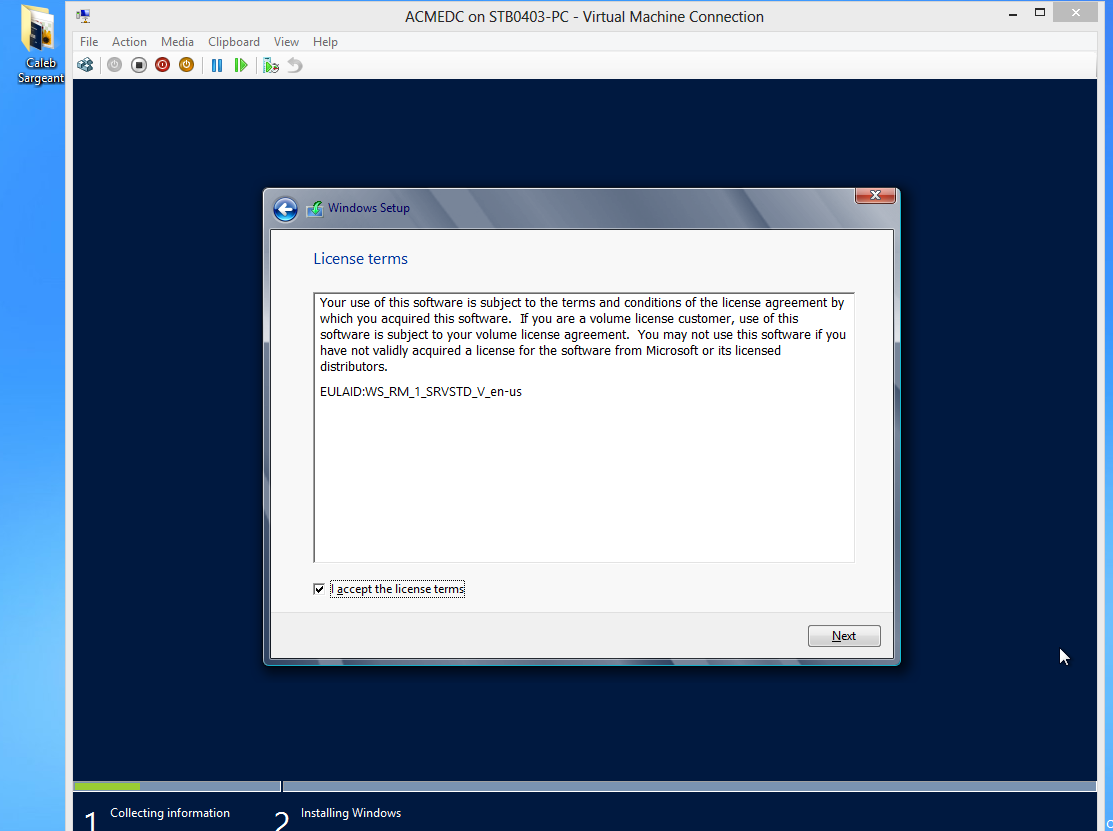 ACMEDC on STB0403-PC - Virtual Machine Connection
Caleb
Sargeant
File Action Media Clipboard View Help
Windows Setup
License terms
Your use of this software is subject to the terms and conditions of the license agreement by
which you acquired this software.  If you are a volume license customer, use of this
software is subject to your volume license agreement.  You may not use this software if you
have not validly acquired a license for the software from Microsoft or its licensed
distributors.
EULAID:WS_RM_1_SRVSTD_V_en-us
I accept the license terms
Next
1 Collecting information
2 Installing Windows